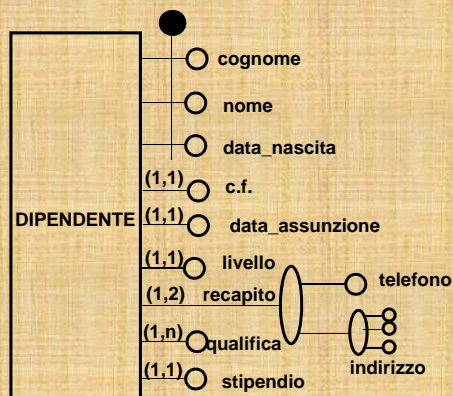 cognome
nome
data_nascita
(1,1) c.f.
DIPENDENTE (1,1) data_assunzione
(1,1) livello
telefono
(1,2) recapito
(1,n) qualifica
indirizzo
(1,1) stipendio